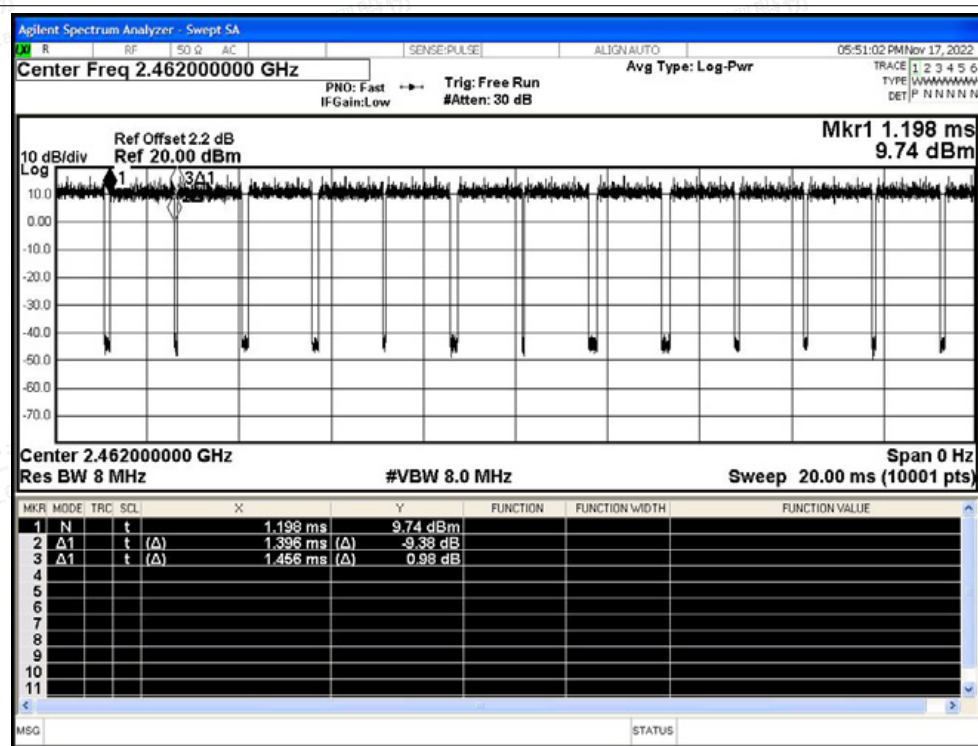 Agilent Spectrum Analyzer - Swept SA
R RF 50 Ω AC SENSE:PULSE ALIGN AUTO 05:51:02 PM Nov 17, 2022
Center Freq 2.462000000 GHz
PNO: Fast
IFGain:Low
Trig: Free Run
#Atten: 30 dB
Avg Type: Log-Pwr
TRACE 1 2 3 4 5 6
TYPE WWWWWW
DET P N N N N N
Mkr1 1.198 ms
9.74 dBm
Ref Offset 2.2 dB
10 dB/div Ref 20.00 dBm
Log
1 3Δ1
10.0
0.00
-10.0
-20.0
-30.0
-40.0
-50.0
-60.0
-70.0
Center 2.462000000 GHz Span 0 Hz
Res BW 8 MHz #VBW 8.0 MHz Sweep 20.00 ms (10001 pts)
MKR MODE TRC SCL X Y FUNCTION FUNCTION WIDTH FUNCTION VALUE
1 N t 1.198 ms 9.74 dBm
2 Δ1 t (Δ) 1.396 ms (Δ) -9.38 dB
3 Δ1 t (Δ) 1.456 ms (Δ) 0.98 dB
4
5
6
7
8
9
10
11
MSG STATUS